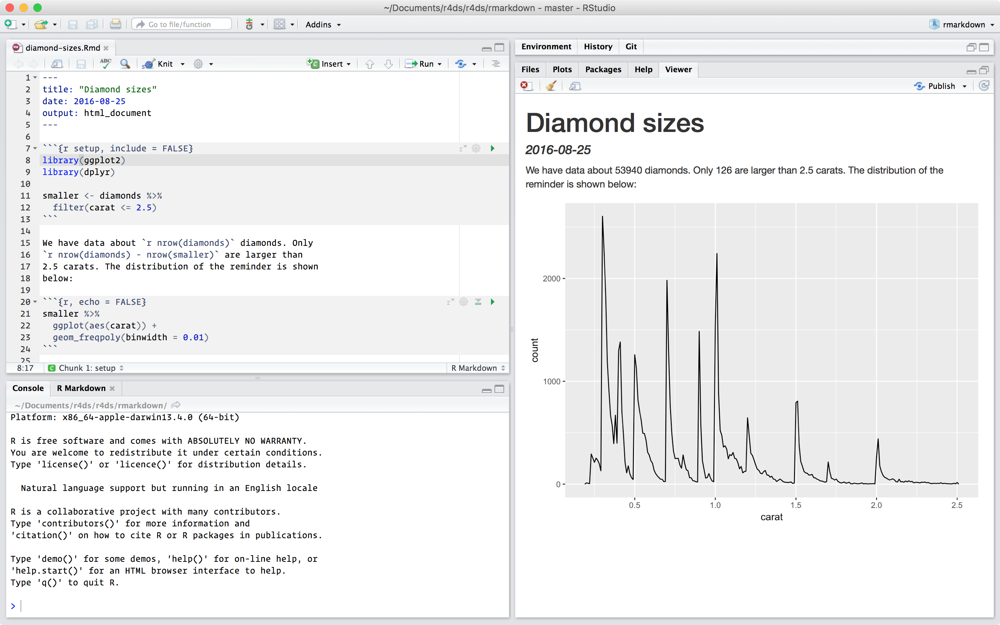 ~/Documents/r4ds/r4ds/rmarkdown - master - RStudio
Go to file/function
Addins
rmarkdown
diamond-sizes.Rmd
ABC
Knit
Insert
Run
1 ---
2 title: "Diamond sizes"
3 date: 2016-08-25
4 output: html_document
5 ---
6
7 ```{r setup, include = FALSE}
8 library(ggplot2)
9 library(dplyr)
10
11 smaller <- diamonds %>%
12   filter(carat <= 2.5)
13 ```
14
15 We have data about `r nrow(diamonds)` diamonds. Only
16 `r nrow(diamonds) - nrow(smaller)` are larger than
17 2.5 carats. The distribution of the reminder is shown
18 below:
19
20 ```{r, echo = FALSE}
21 smaller %>%
22   ggplot(aes(carat)) +
23   geom_freqpoly(binwidth = 0.01)
24 ```
25
8:17 C Chunk 1: setup R Markdown
Console R Markdown
~/Documents/r4ds/r4ds/rmarkdown/
Platform: x86_64-apple-darwin13.4.0 (64-bit)
R is free software and comes with ABSOLUTELY NO WARRANTY.
You are welcome to redistribute it under certain conditions.
Type 'license()' or 'licence()' for distribution details.
  Natural language support but running in an English locale
R is a collaborative project with many contributors.
Type 'contributors()' for more information and
'citation()' on how to cite R or R packages in publications.
Type 'demo()' for some demos, 'help()' for on-line help, or
'help.start()' for an HTML browser interface to help.
Type 'q()' to quit R.
>
Environment History Git
Files Plots Packages Help Viewer
Publish
Diamond sizes
2016-08-25
We have data about 53940 diamonds. Only 126 are larger than 2.5 carats. The distribution of the
reminder is shown below:
2000
1000
0
count
0.5 1.0 1.5 2.0 2.5
carat